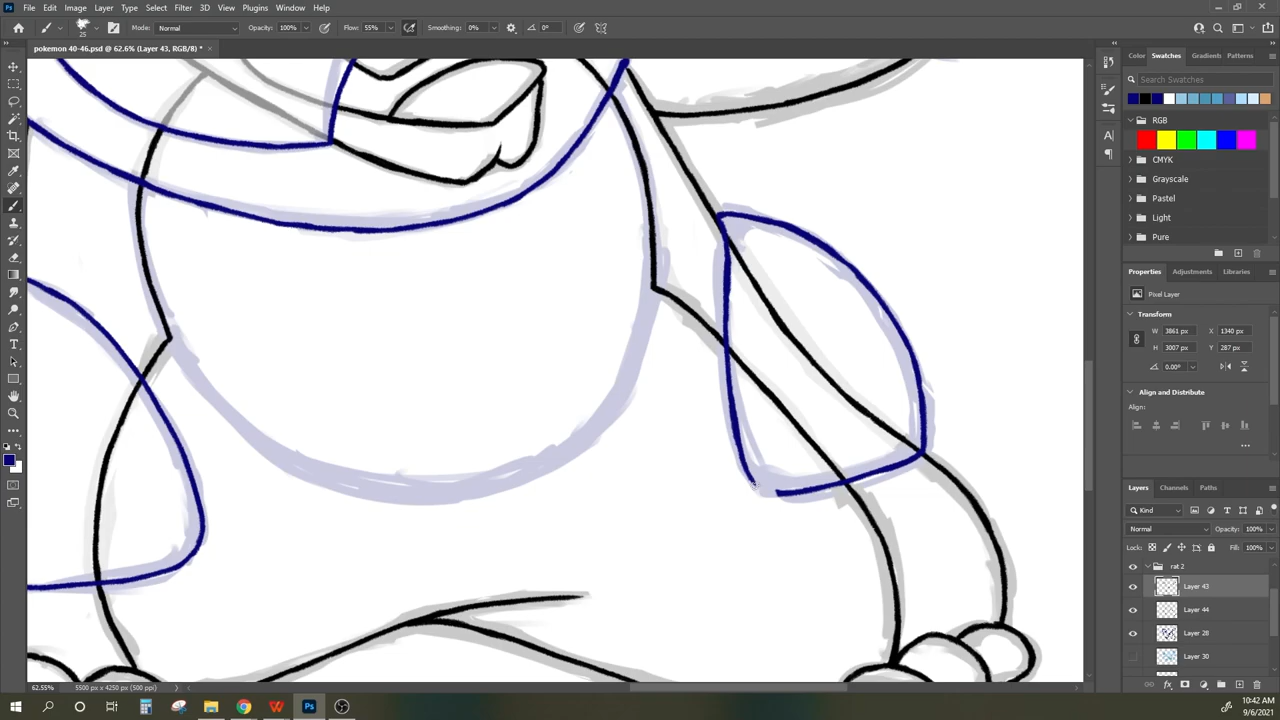 File Edit Image Layer Type Select Filter 3D View Plugins Window Help
25 Mode: Normal Opacity: 100% Flow: 55% Smoothing: 0% 0°
pokemon 40-46.psd @ 62.6% (Layer 43, RGB/8) * ×
Color Swatches Gradients Patterns
Search Swatches
RGB
CMYK
Grayscale
Pastel
Light
Pure
Properties Adjustments Libraries
Pixel Layer
Transform
W 3861 px X 1340 px
H 3007 px Y 287 px
0.00°
Align and Distribute
Align:
Layers Channels Paths
Kind
Normal Opacity: 100%
Lock: Fill: 100%
rat 2
Layer 43
Layer 44
Layer 28
Layer 30
62.55% 5500 px x 4250 px (500 ppi)
10:42 AM
9/6/2021